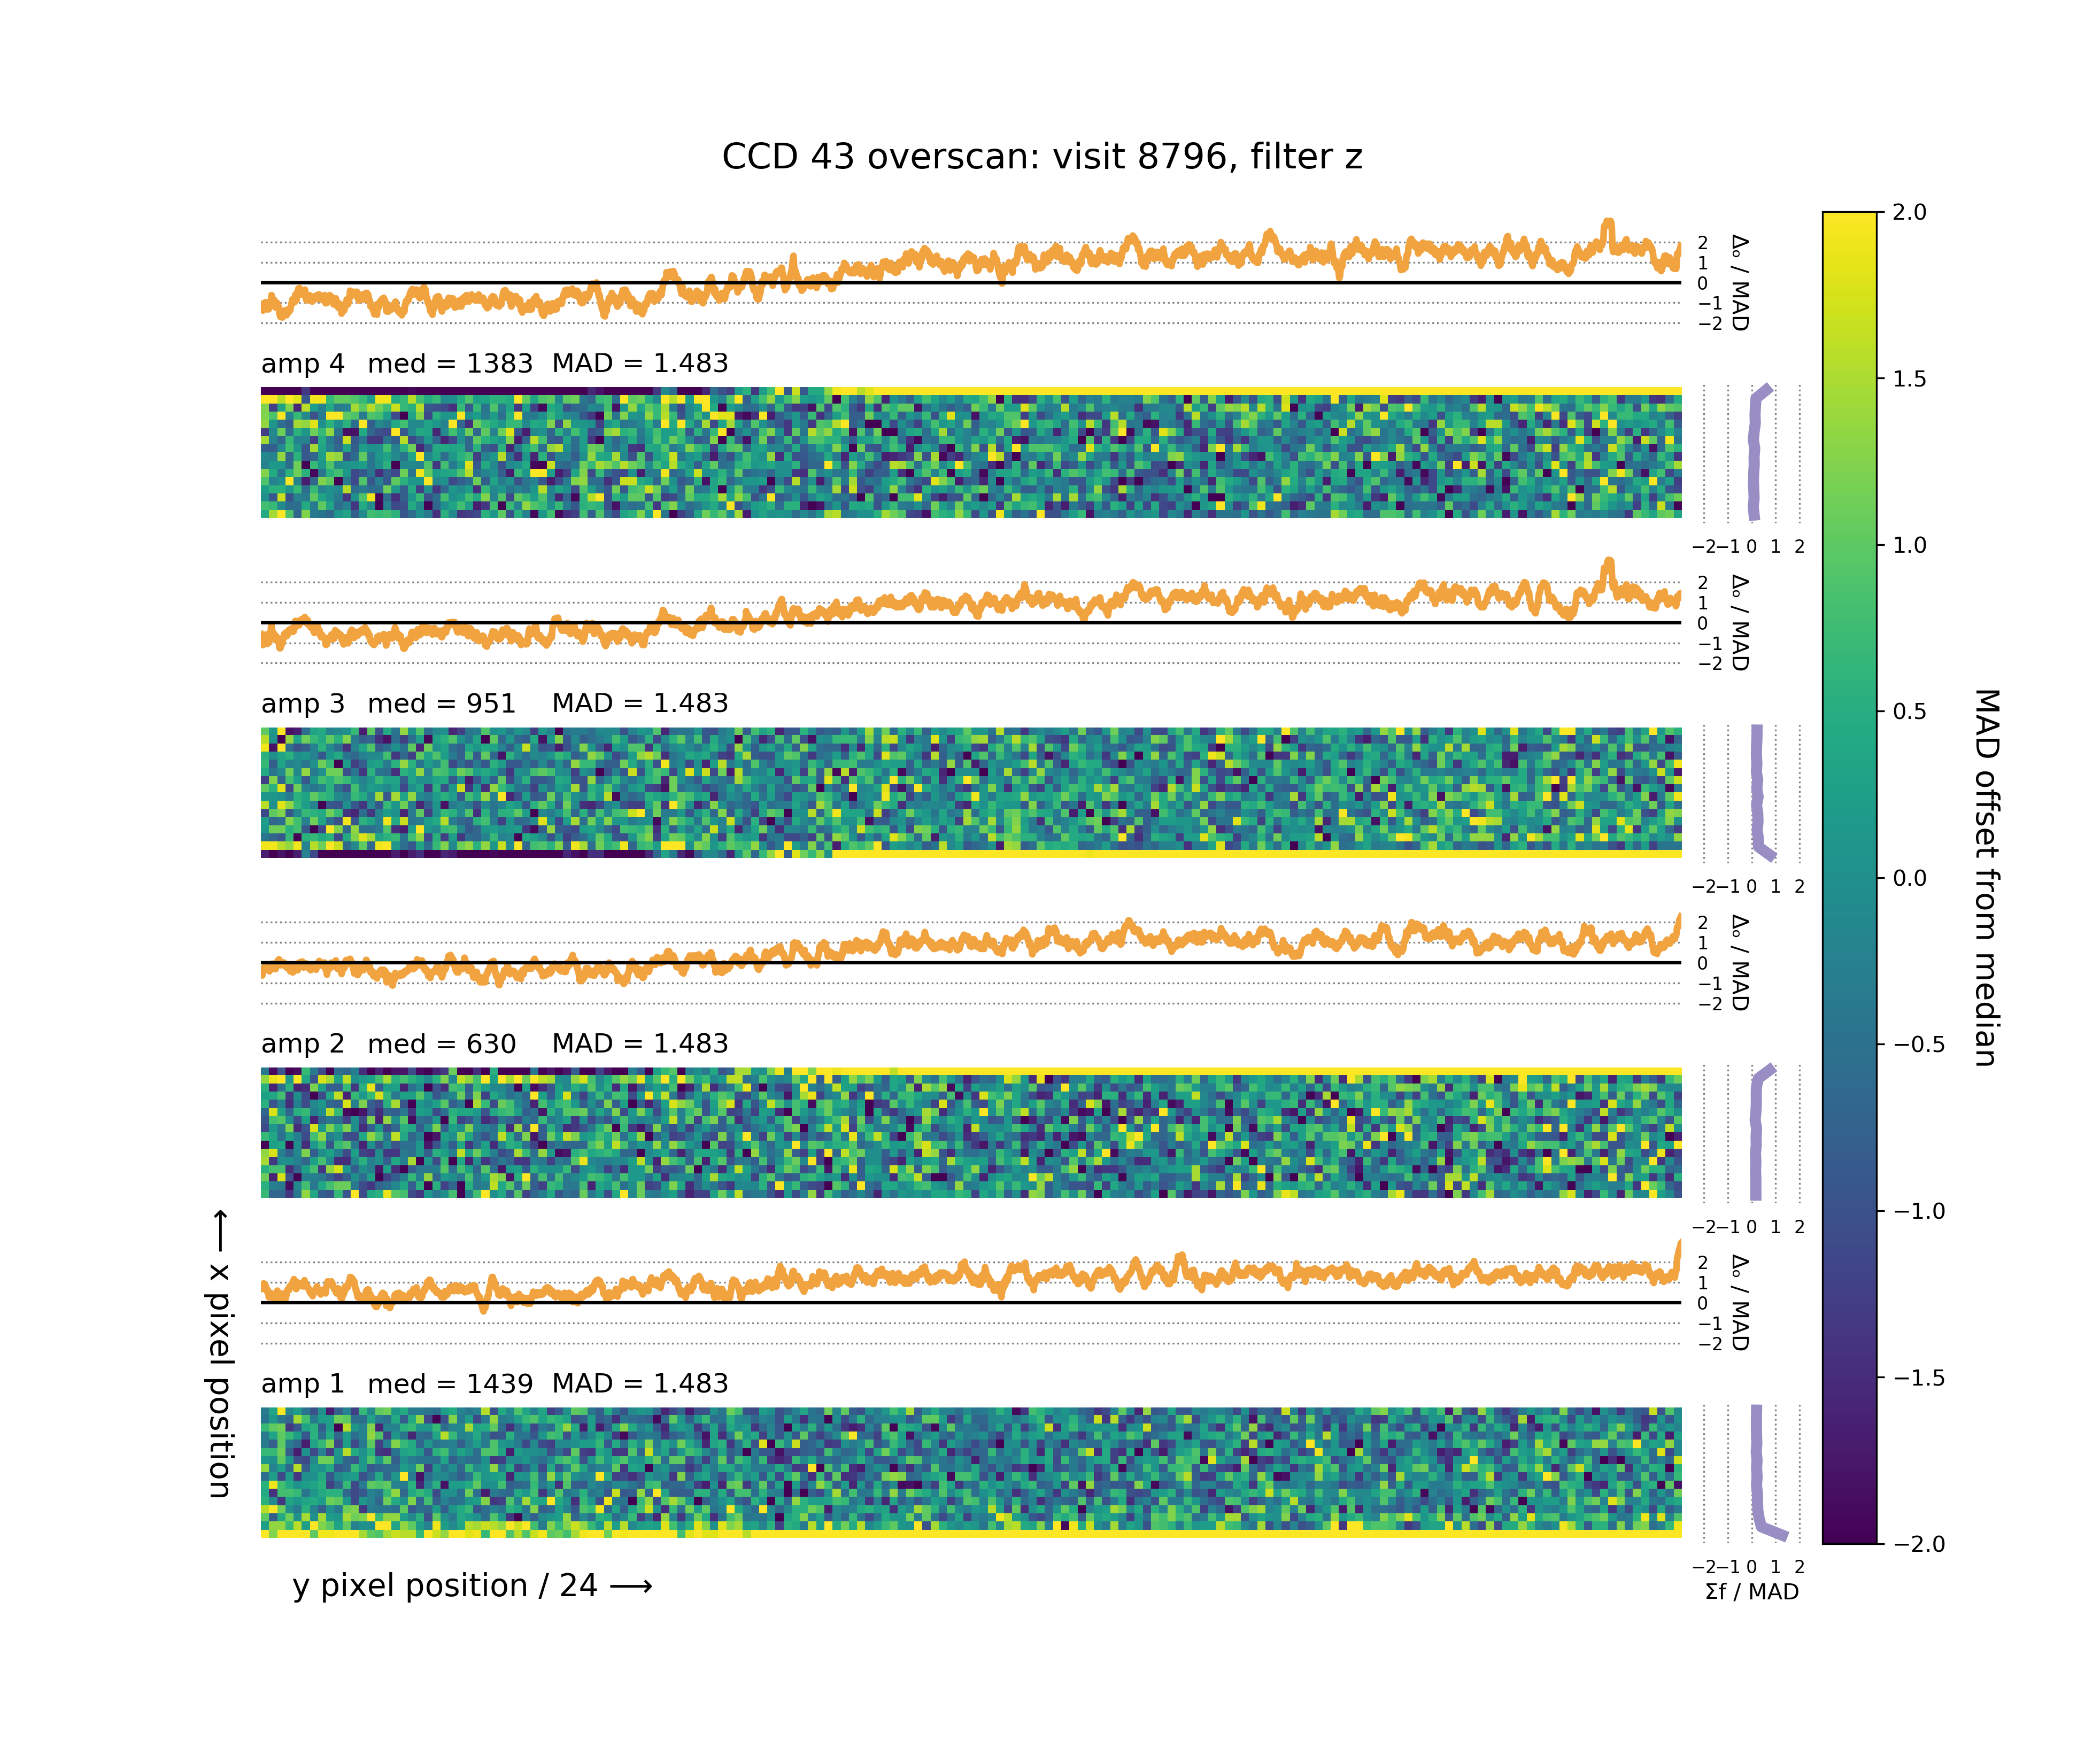 CCD 43 overscan: visit 8796, filter z
2
1
0
−1
−2
Δₒ / MAD
amp 4 med = 1383 MAD = 1.483
−2 −1 0 1 2
2
1
0
−1
−2
Δₒ / MAD
amp 3 med = 951 MAD = 1.483
−2 −1 0 1 2
2
1
0
−1
−2
Δₒ / MAD
amp 2 med = 630 MAD = 1.483
−2 −1 0 1 2
2
1
0
−1
−2
Δₒ / MAD
amp 1 med = 1439 MAD = 1.483
−2 −1 0 1 2
Σf / MAD
⟵ x pixel position
y pixel position / 24 ⟶
2.0
1.5
1.0
0.5
0.0
−0.5
−1.0
−1.5
−2.0
MAD offset from median